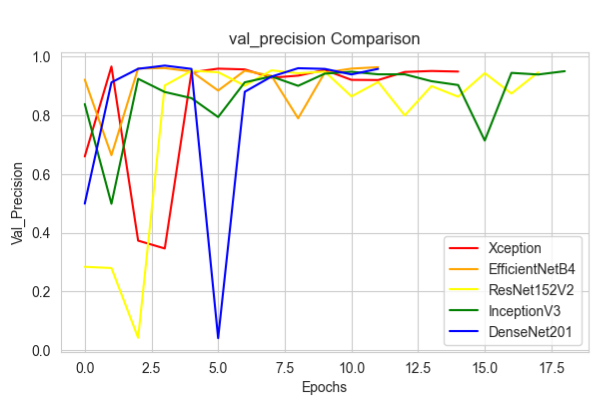 val_precision Comparison
1.0
0.8
0.6
0.4
0.2
0.0
Val_Precision
0.0 2.5 5.0 7.5 10.0 12.5 15.0 17.5
Epochs
Xception
EfficientNetB4
ResNet152V2
InceptionV3
DenseNet201